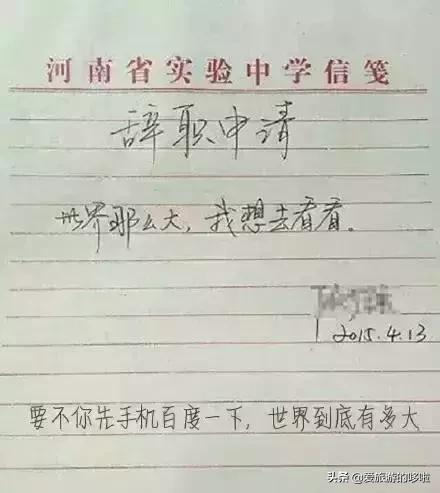 河南省实验中学信笺
辞职申请
世界那么大，我想去看看。
2015.4.13
要不你先手机百度一下，世界到底有多大
头条 @爱旅游的哆啦